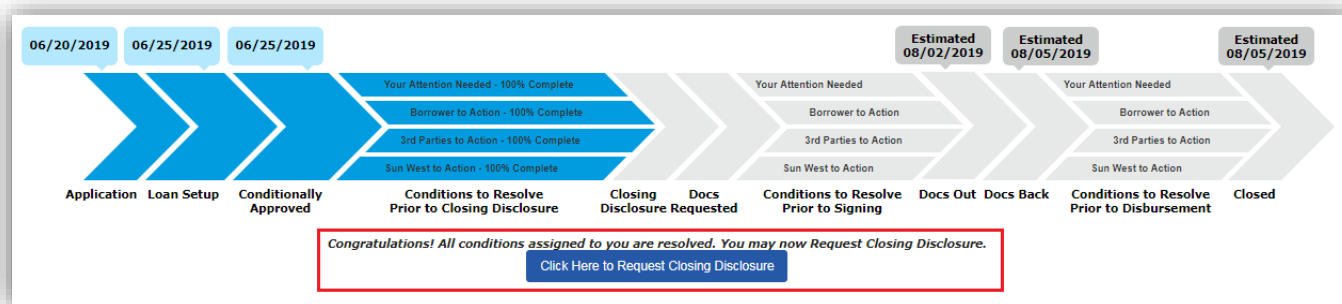 06/20/2019
06/25/2019
06/25/2019
Estimated
08/02/2019
Estimated
08/05/2019
Estimated
08/05/2019
Your Attention Needed - 100% Complete
Borrower to Action - 100% Complete
3rd Parties to Action - 100% Complete
Sun West to Action - 100% Complete
Your Attention Needed
Borrower to Action
3rd Parties to Action
Sun West to Action
Your Attention Needed
Borrower to Action
3rd Parties to Action
Sun West to Action
Application
Loan Setup
Conditionally
Approved
Conditions to Resolve
Prior to Closing Disclosure
Closing
Disclosure
Docs
Requested
Conditions to Resolve
Prior to Signing
Docs Out
Docs Back
Conditions to Resolve
Prior to Disbursement
Closed
Congratulations! All conditions assigned to you are resolved. You may now Request Closing Disclosure.
Click Here to Request Closing Disclosure